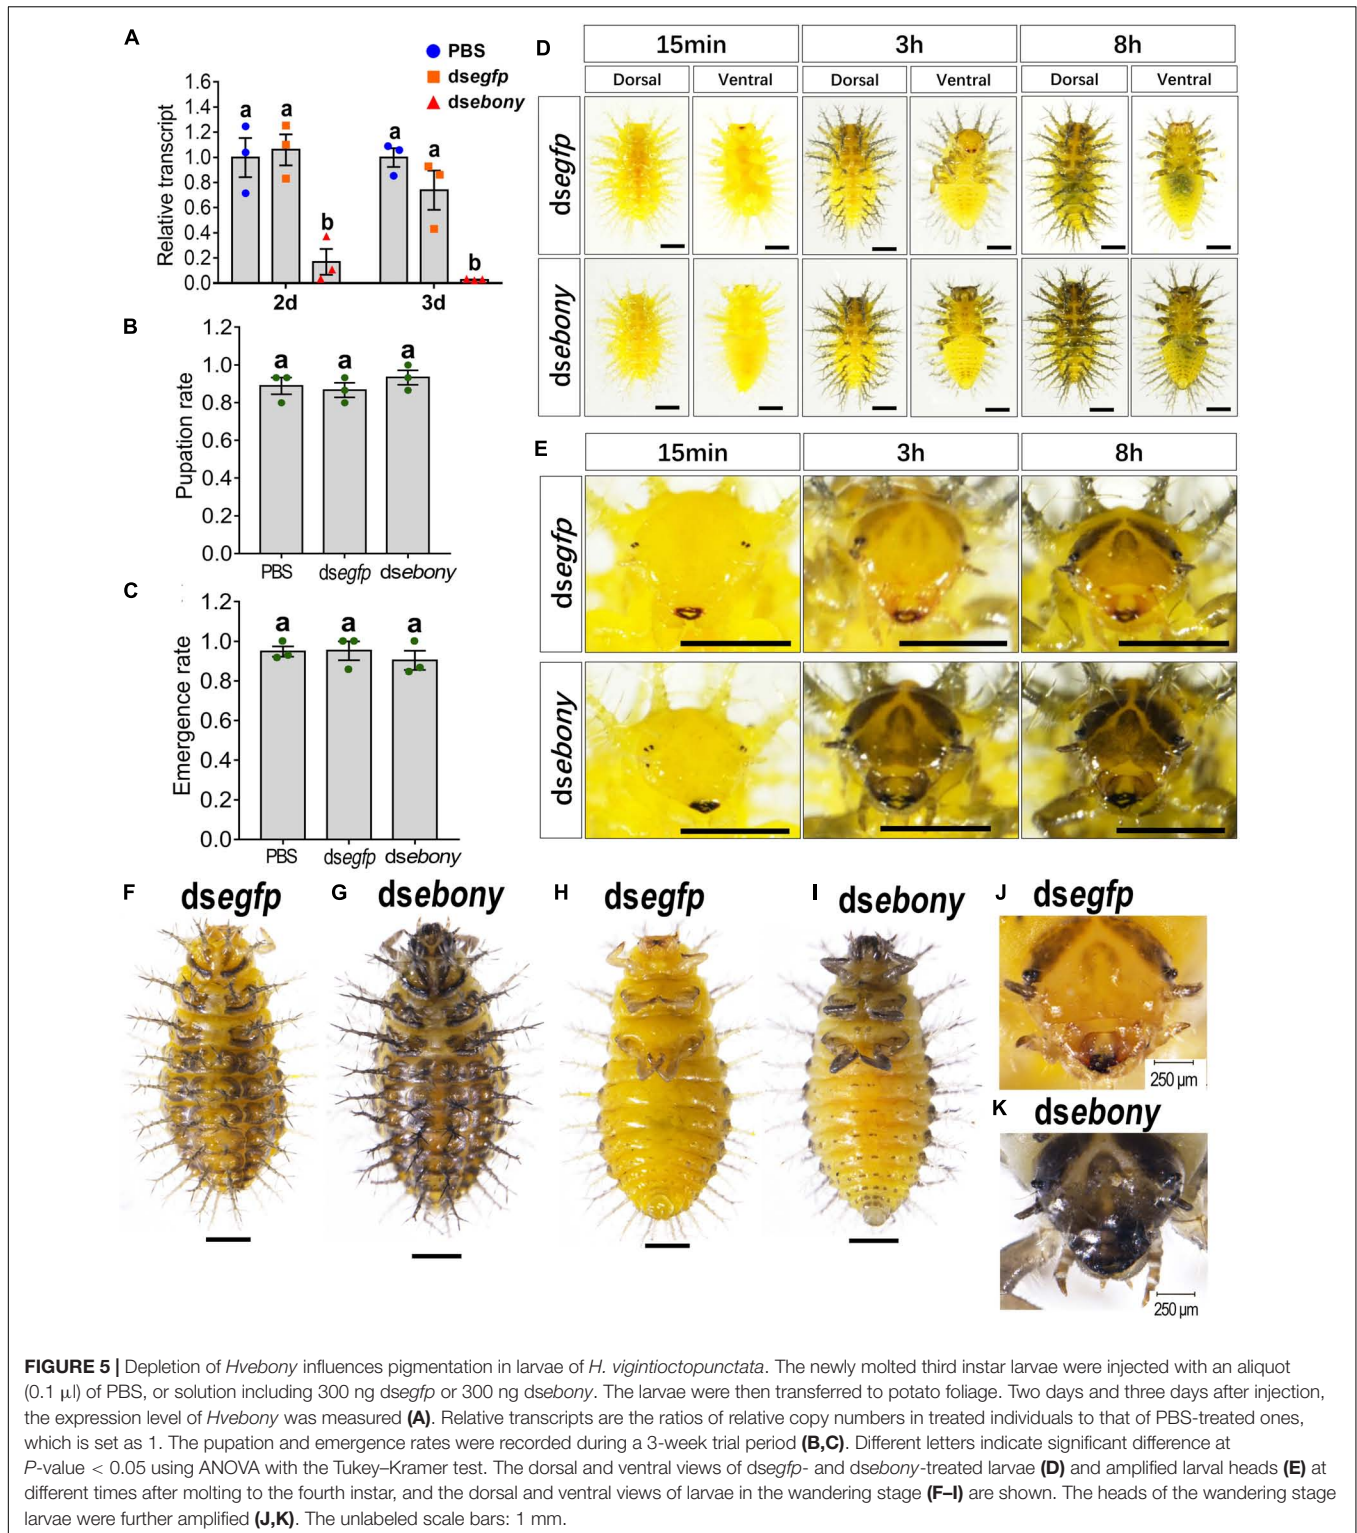 A
PBS
dsegfp
dsebony
Relative transcript
1.6
1.4
1.2
1.0
0.8
0.6
0.4
0.2
0.0
a
a
b
a
a
b
2d
3d
B
Pupation rate
1.2
1.0
0.8
0.6
0.4
0.2
0.0
a
a
a
PBS
dsegfp
dsebony
C
Emergence rate
1.2
1.0
0.8
0.6
0.4
0.2
0.0
a
a
a
PBS
dsegfp
dsebony
D
15min
3h
8h
Dorsal
Ventral
Dorsal
Ventral
Dorsal
Ventral
dsegfp
dsebony
E
15min
3h
8h
dsegfp
dsebony
F
dsegfp
G
dsebony
H
dsegfp
I
dsebony
J
dsegfp
250 µm
K
dsebony
250 µm
FIGURE 5 | Depletion of Hvebony influences pigmentation in larvae of H. vigintioctopunctata. The newly molted third instar larvae were injected with an aliquot
(0.1 µl) of PBS, or solution including 300 ng dsegfp or 300 ng dsebony. The larvae were then transferred to potato foliage. Two days and three days after injection,
the expression level of Hvebony was measured (A). Relative transcripts are the ratios of relative copy numbers in treated individuals to that of PBS-treated ones,
which is set as 1. The pupation and emergence rates were recorded during a 3-week trial period (B,C). Different letters indicate significant difference at
P-value < 0.05 using ANOVA with the Tukey–Kramer test. The dorsal and ventral views of dsegfp- and dsebony-treated larvae (D) and amplified larval heads (E) at
different times after molting to the fourth instar, and the dorsal and ventral views of larvae in the wandering stage (F–I) are shown. The heads of the wandering stage
larvae were further amplified (J,K). The unlabeled scale bars: 1 mm.